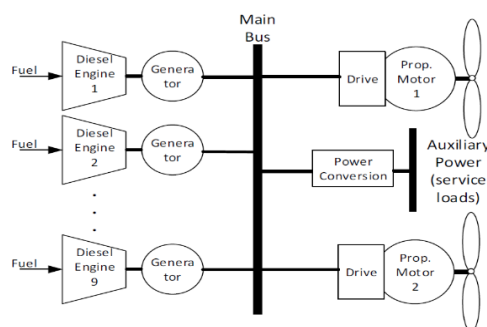 Main
Bus
Fuel
Diesel
Engine
1
Genera
tor
Drive
Prop.
Motor
1
Fuel
Diesel
Engine
2
Genera
tor
Power
Conversion
Auxiliary
Power
(service
loads)
Fuel
Diesel
Engine
9
Genera
tor
Drive
Prop.
Motor
2